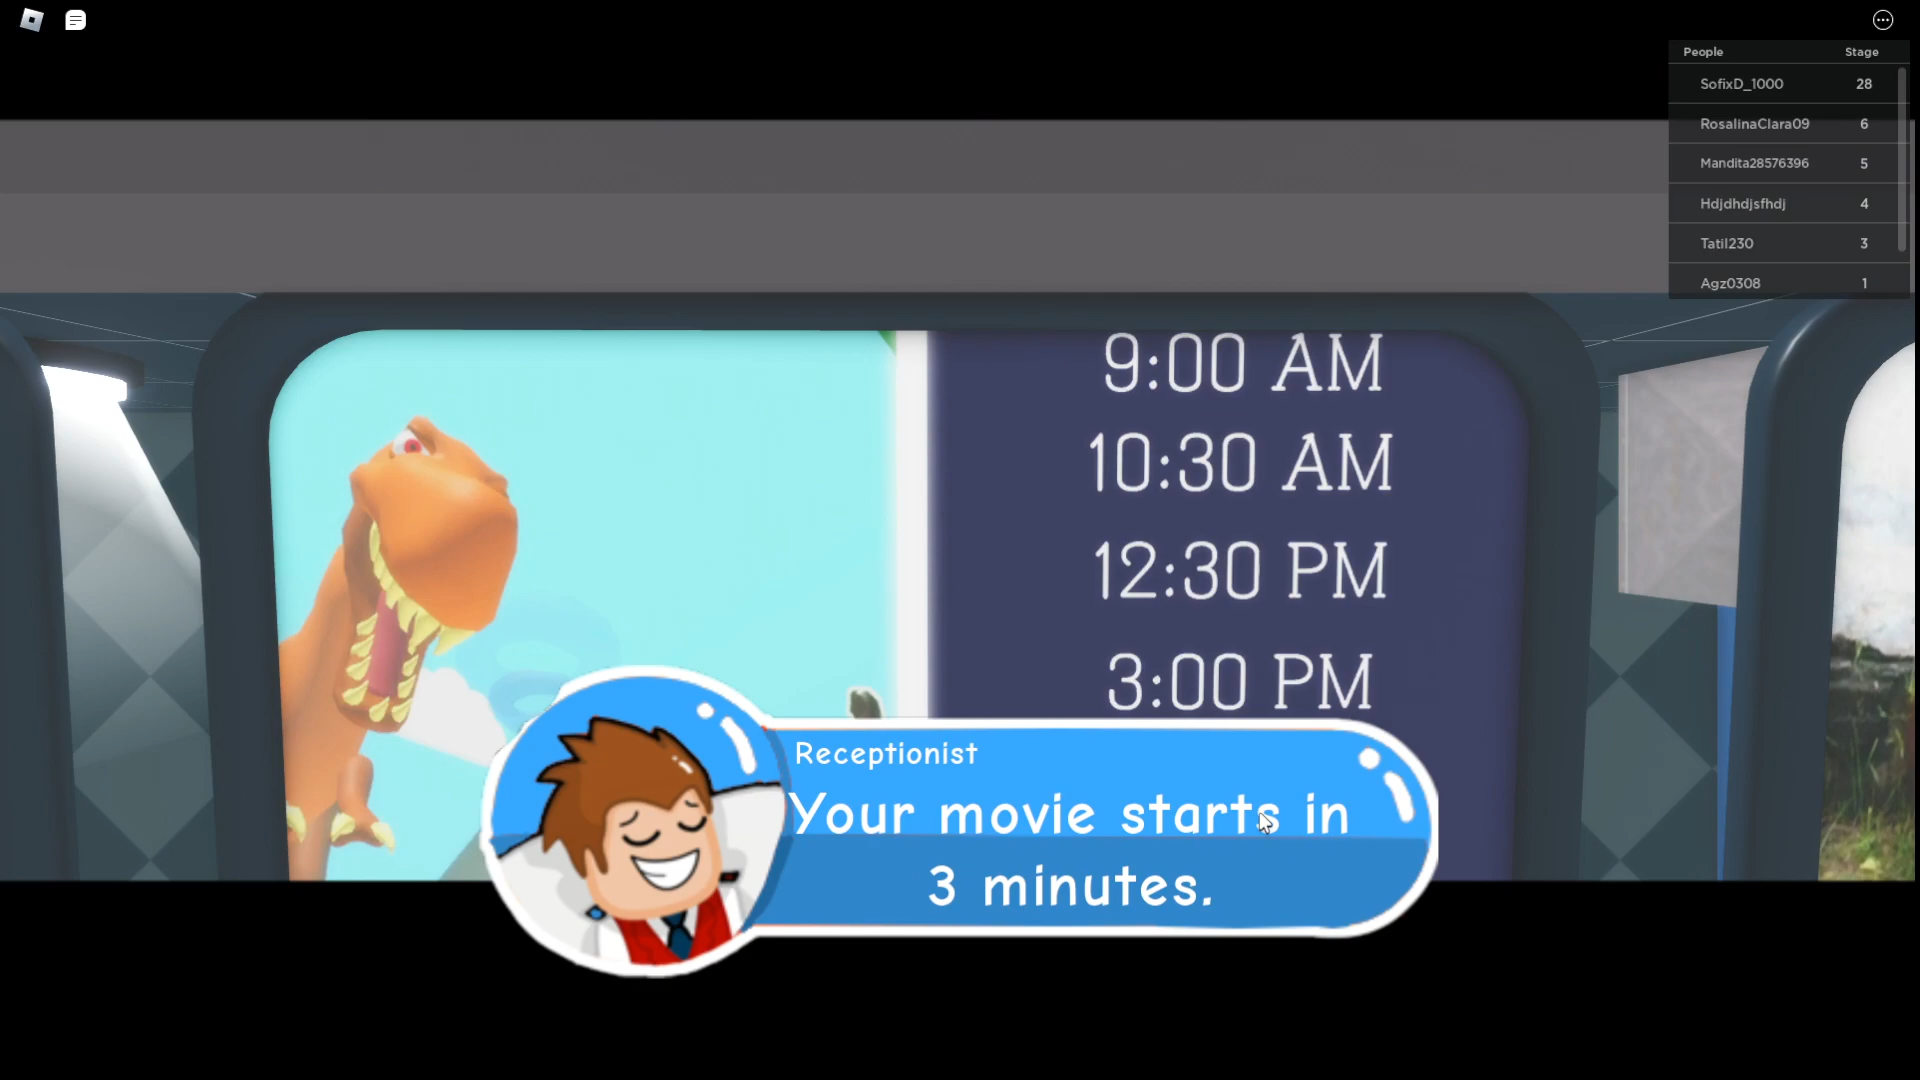 People Stage
SofixD_1000 28
RosalinaClara09 6
Mandita28576396 5
Hdjdhdjsfhdj 4
Tatil230 3
Agz0308 1
9:00 AM
10:30 AM
12:30 PM
3:00 PM
Receptionist
Your movie starts in
3 minutes.